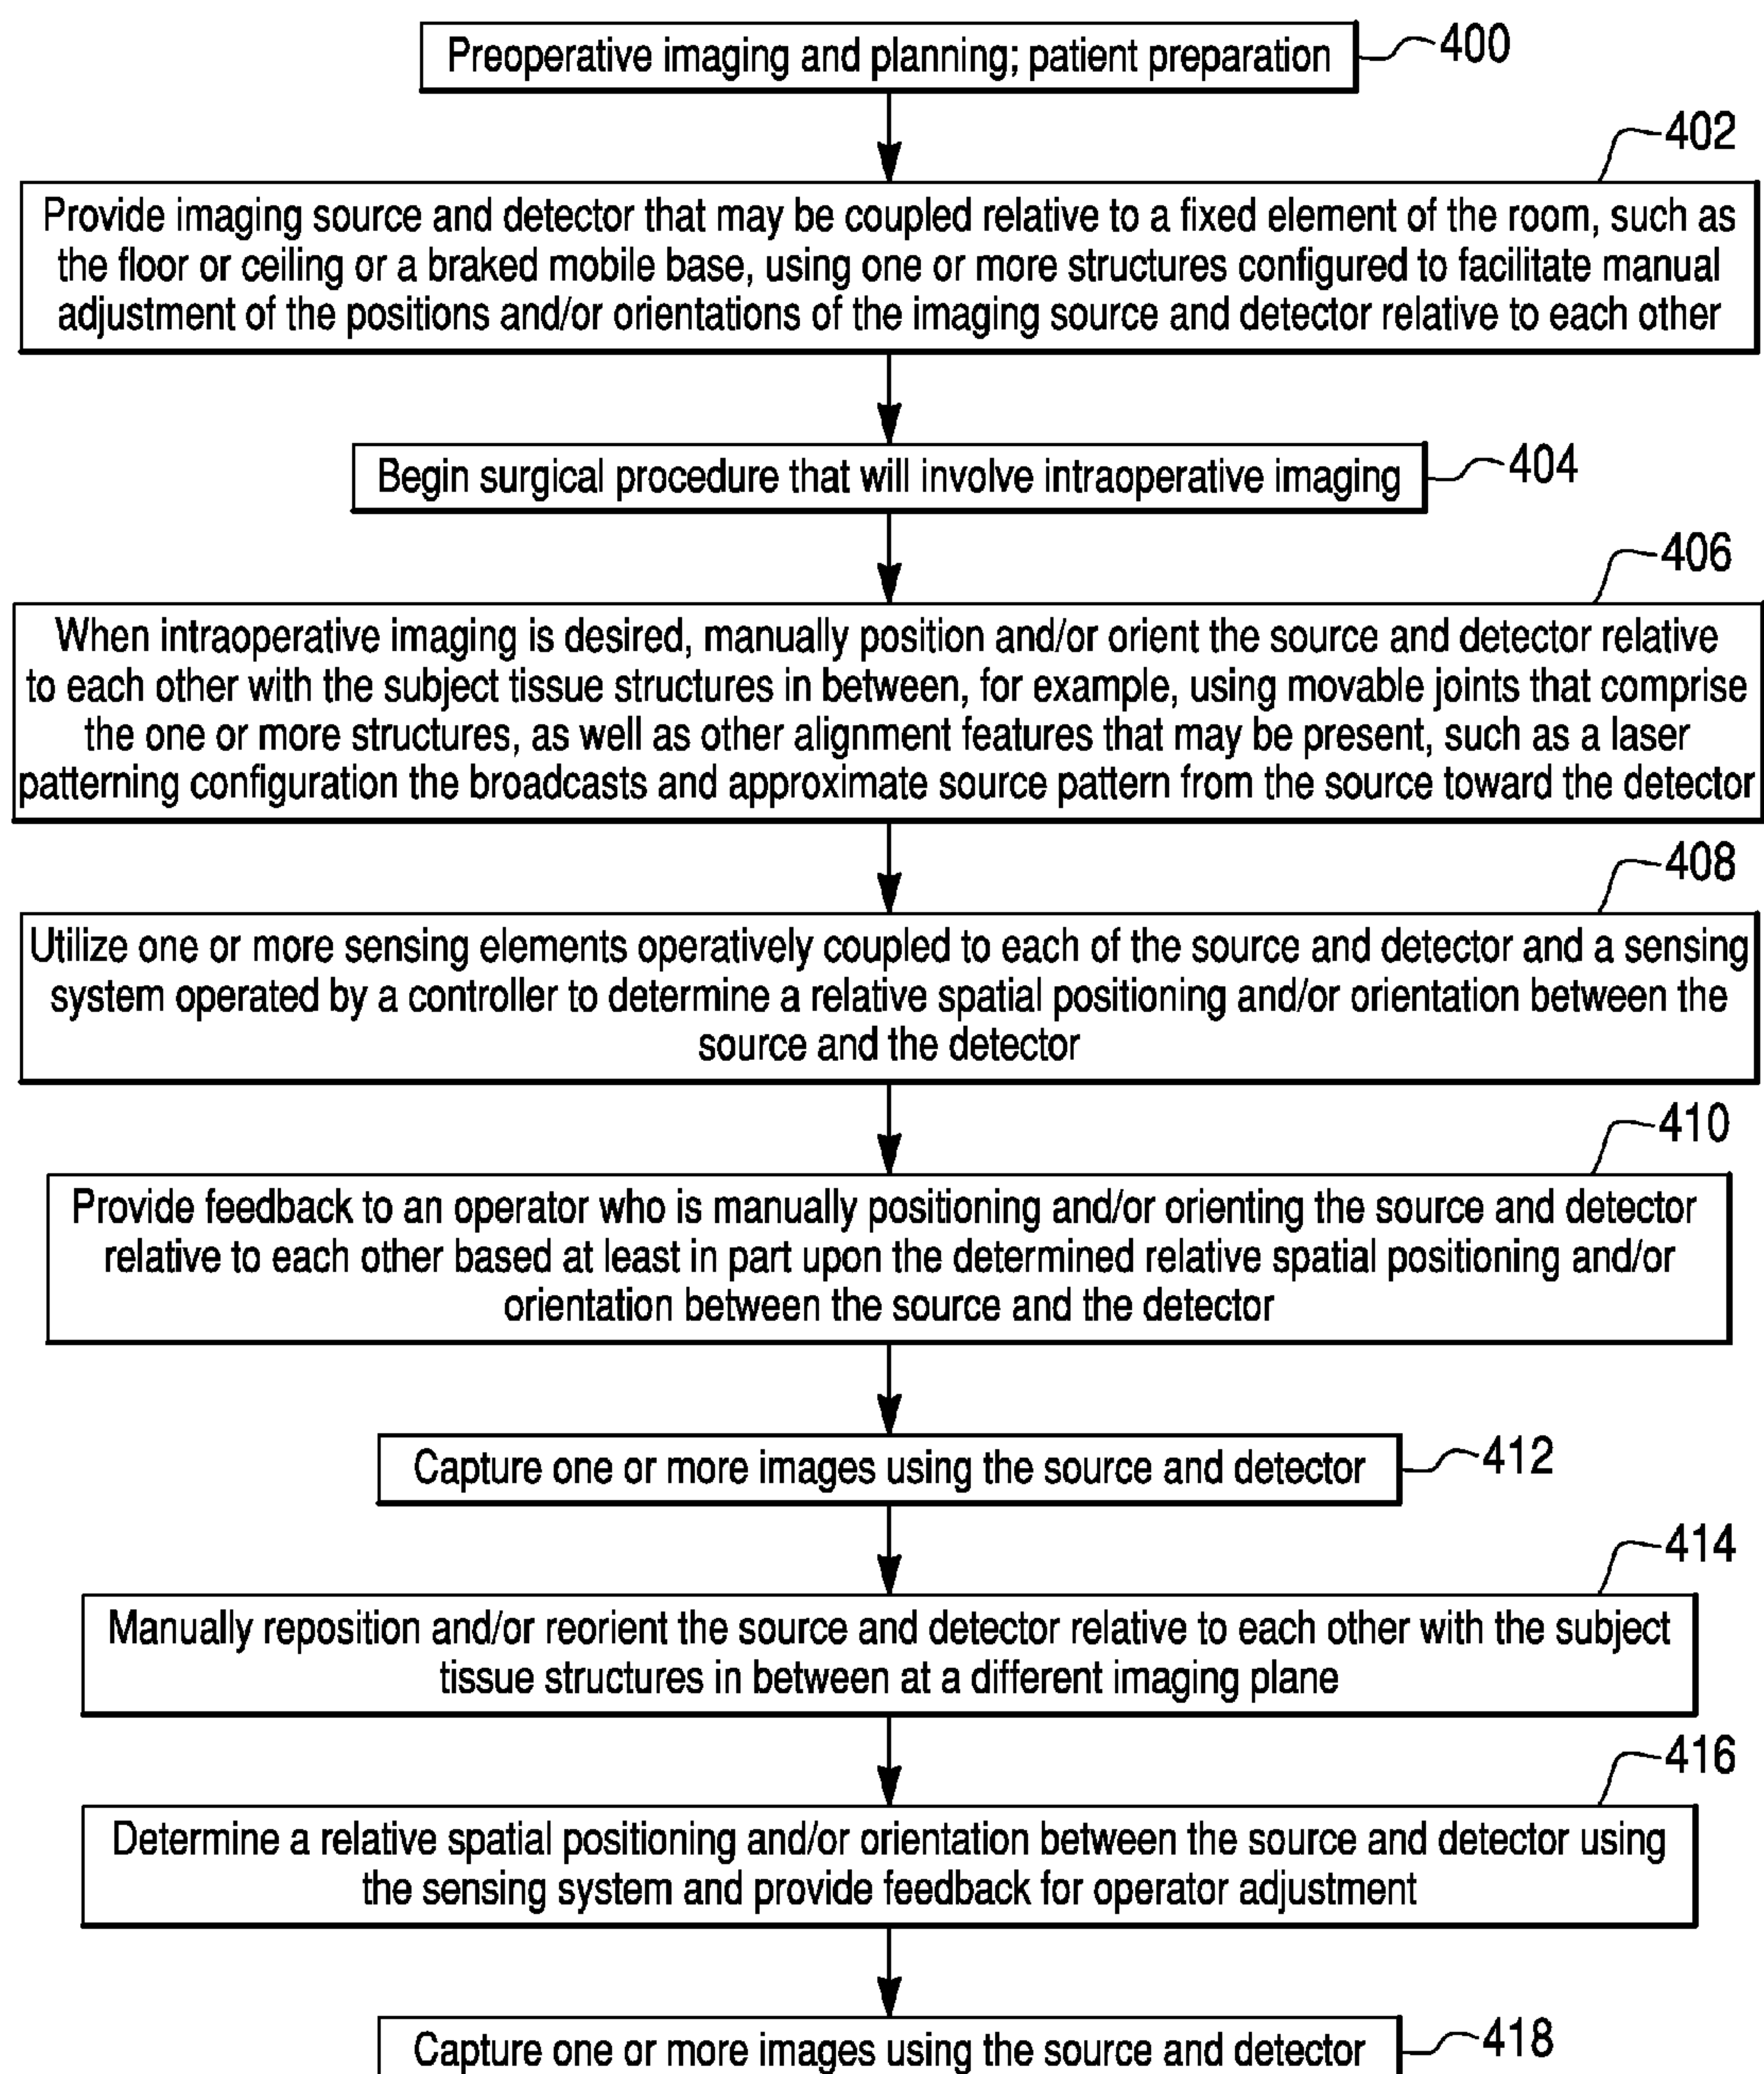 Preoperative imaging and planning; patient preparation
400
402
Provide imaging source and detector that may be coupled relative to a fixed element of the room, such as
the floor or ceiling or a braked mobile base, using one or more structures configured to facilitate manual
adjustment of the positions and/or orientations of the imaging source and detector relative to each other
Begin surgical procedure that will involve intraoperative imaging
404
406
When intraoperative imaging is desired, manually position and/or orient the source and detector relative
to each other with the subject tissue structures in between, for example, using movable joints that comprise
the one or more structures, as well as other alignment features that may be present, such as a laser
patterning configuration the broadcasts and approximate source pattern from the source toward the detector
408
Utilize one or more sensing elements operatively coupled to each of the source and detector and a sensing
system operated by a controller to determine a relative spatial positioning and/or orientation between the
source and the detector
410
Provide feedback to an operator who is manually positioning and/or orienting the source and detector
relative to each other based at least in part upon the determined relative spatial positioning and/or
orientation between the source and the detector
Capture one or more images using the source and detector
412
414
Manually reposition and/or reorient the source and detector relative to each other with the subject
tissue structures in between at a different imaging plane
416
Determine a relative spatial positioning and/or orientation between the source and detector using
the sensing system and provide feedback for operator adjustment
Capture one or more images using the source and detector
418